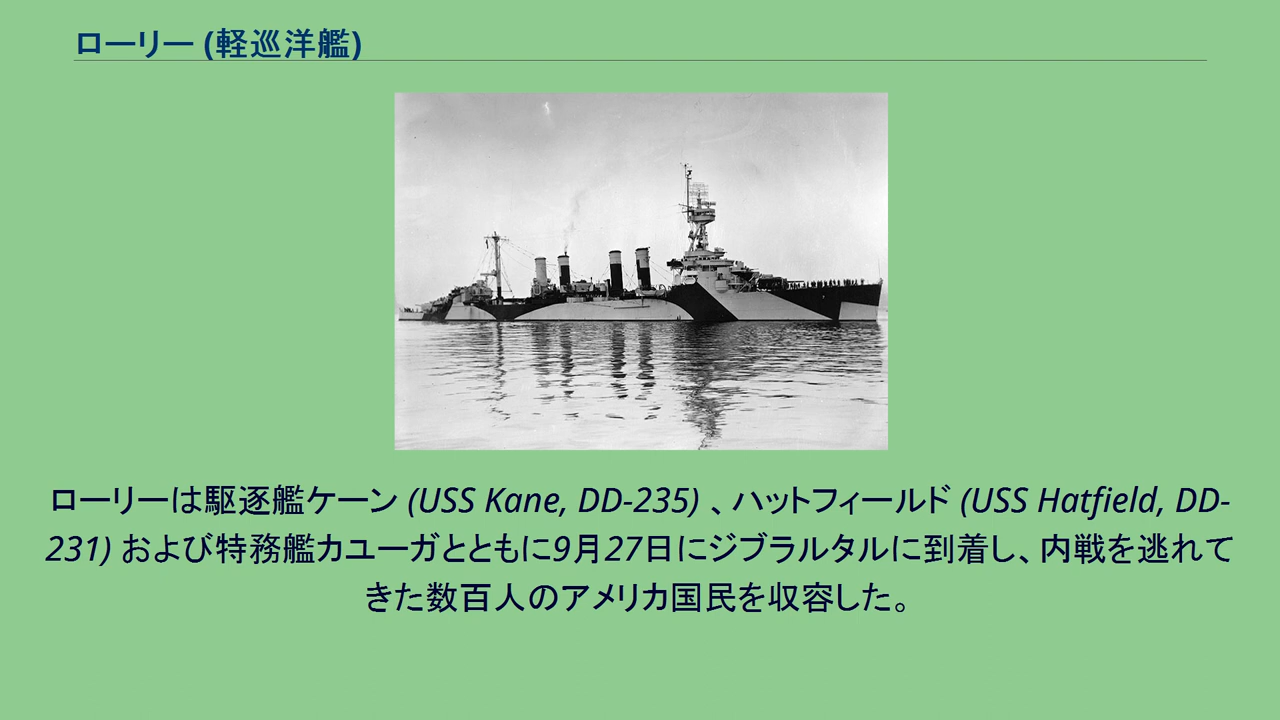 ローリー (軽巡洋艦)
ローリーは駆逐艦ケーン (USS Kane, DD-235) 、ハットフィールド (USS Hatfield, DD-
231) および特務艦カユーガとともに9月27日にジブラルタルに到着し、内戦を逃れて
きた数百人のアメリカ国民を収容した。